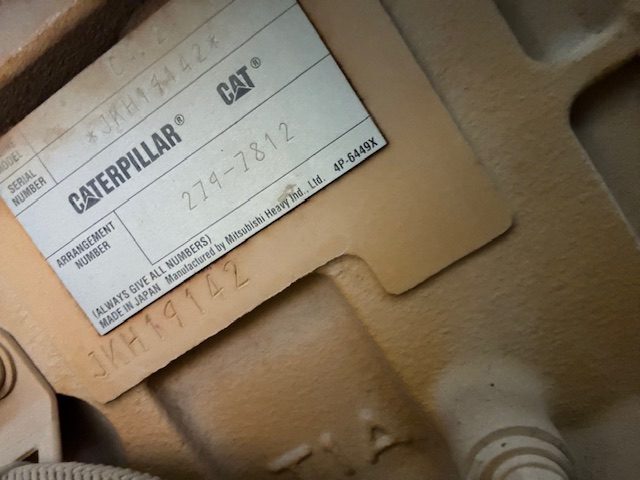 MODEL C..2
SERIAL NUMBER *JKH19142*
CATERPILLAR® CAT®
ARRANGEMENT NUMBER 279-7812
(ALWAYS GIVE ALL NUMBERS)
MADE IN JAPAN Manufactured by Mitsubishi Heavy Ind., Ltd. 4P-6449X
JKH19142